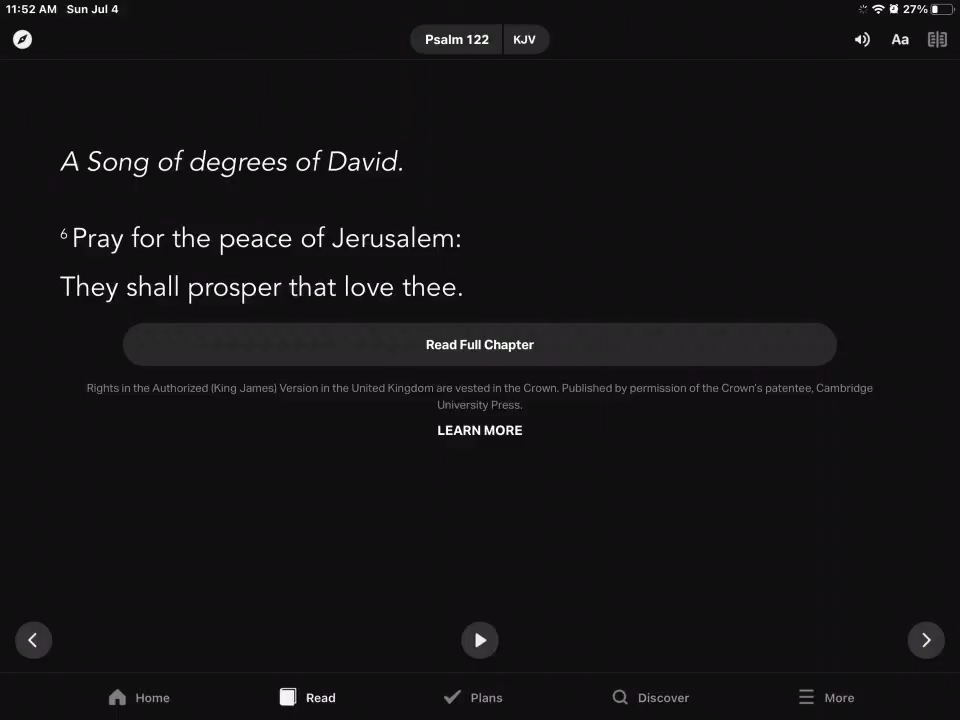 11:52 AM Sun Jul 4 27%
Psalm 122 KJV Aa
A Song of degrees of David.
6 Pray for the peace of Jerusalem:
They shall prosper that love thee.
Read Full Chapter
Rights in the Authorized (King James) Version in the United Kingdom are vested in the Crown. Published by permission of the Crown's patentee, Cambridge
University Press.
LEARN MORE
Home Read Plans Discover More